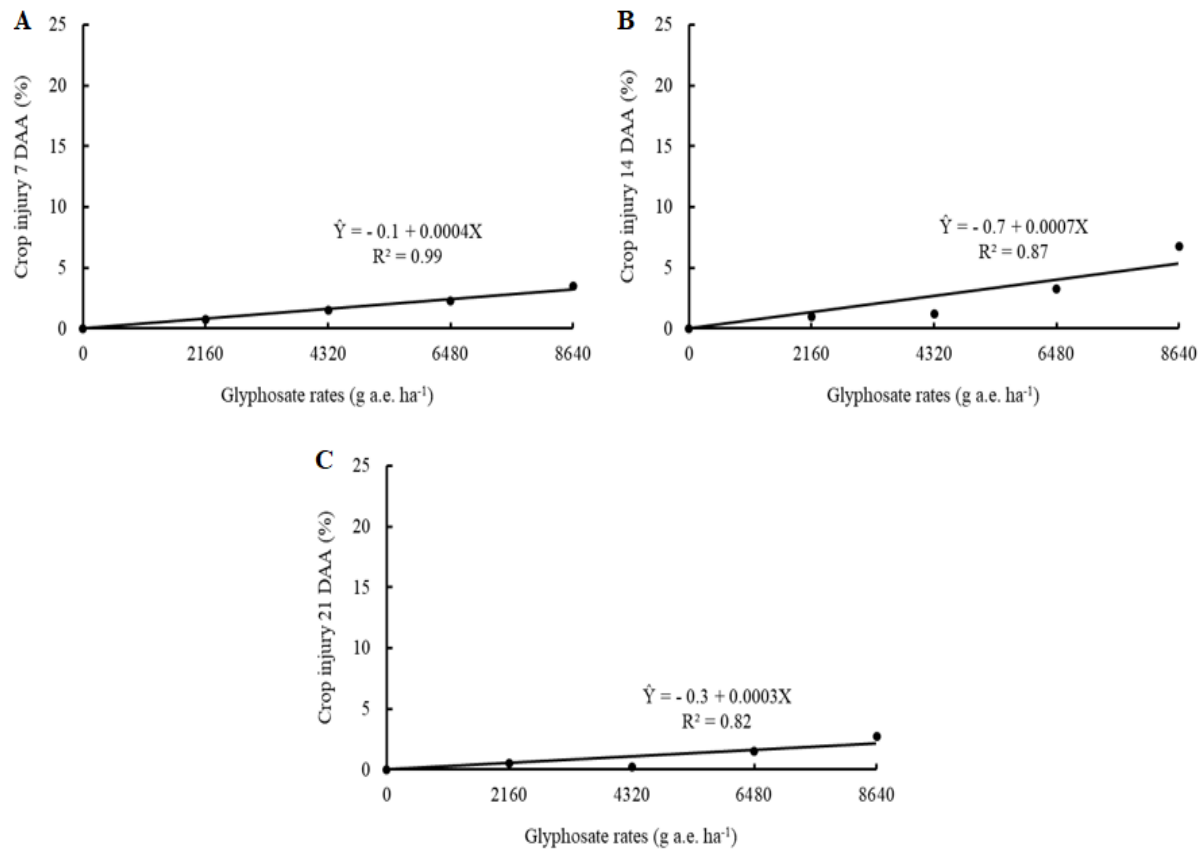 A
Crop injury 7 DAA (%)
25
20
15
10
5
0
Ŷ = - 0.1 + 0.0004X
R² = 0.99
0 2160 4320 6480 8640
Glyphosate rates (g a.e. ha⁻¹)
B
Crop injury 14 DAA (%)
25
20
15
10
5
0
Ŷ = - 0.7 + 0.0007X
R² = 0.87
0 2160 4320 6480 8640
Glyphosate rates (g a.e. ha⁻¹)
C
Crop injury 21 DAA (%)
25
20
15
10
5
0
Ŷ = - 0.3 + 0.0003X
R² = 0.82
0 2160 4320 6480 8640
Glyphosate rates (g a.e. ha⁻¹)